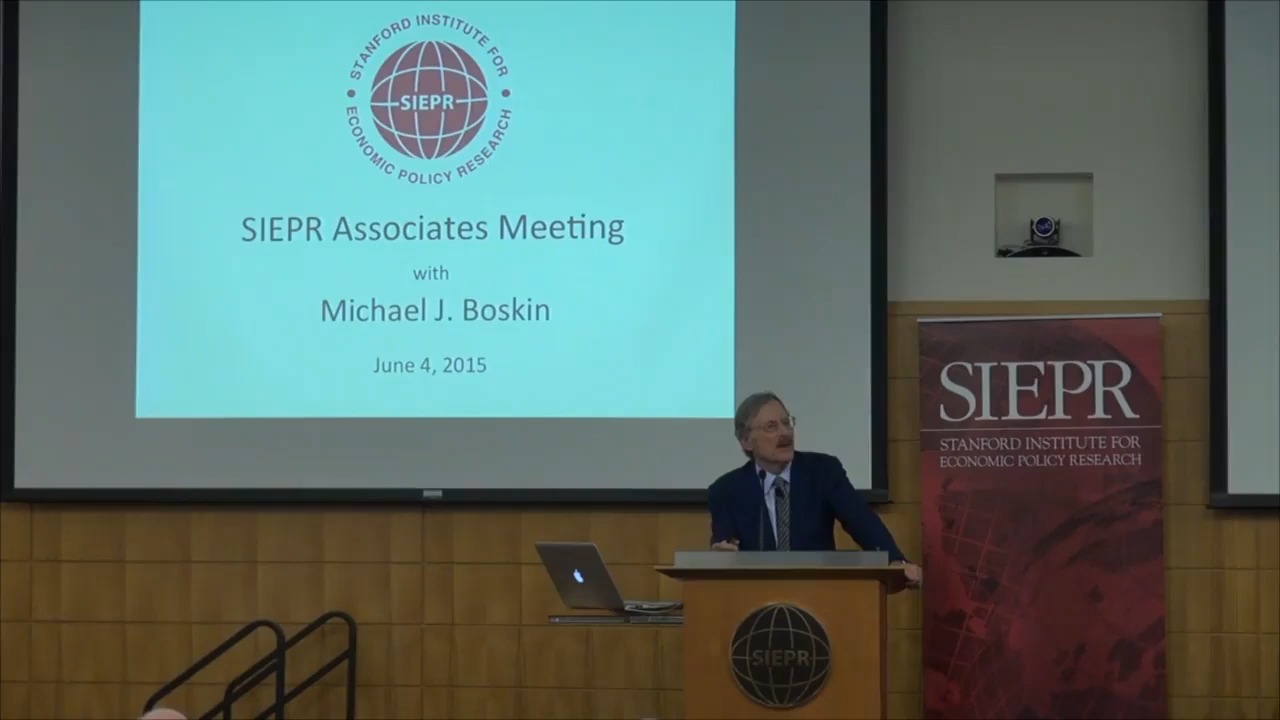 STANFORD INSTITUTE FOR
ECONOMIC POLICY RESEARCH
SIEPR
SIEPR Associates Meeting
with
Michael J. Boskin
June 4, 2015
SIEPR
STANFORD INSTITUTE FOR
ECONOMIC POLICY RESEARCH
SIEPR